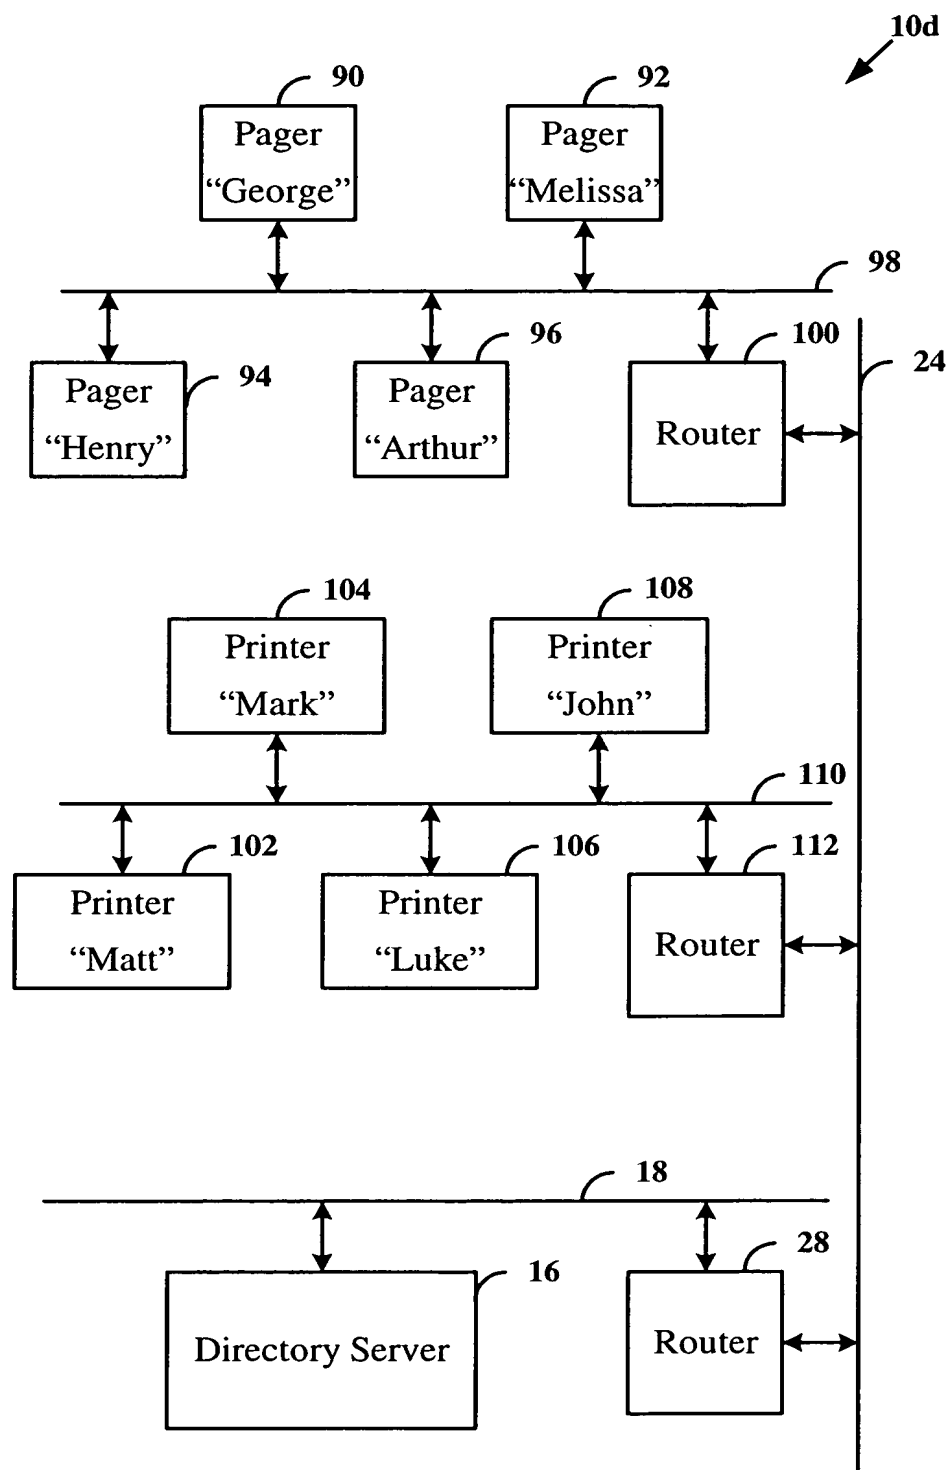 10d
90
92
Pager
“George”
Pager
“Melissa”
98
96
100
24
94
Pager
“Henry”
Pager
“Arthur”
Router
104
108
Printer
“Mark”
Printer
“John”
110
102
106
112
Printer
“Matt”
Printer
“Luke”
Router
18
28
16
Directory Server
Router